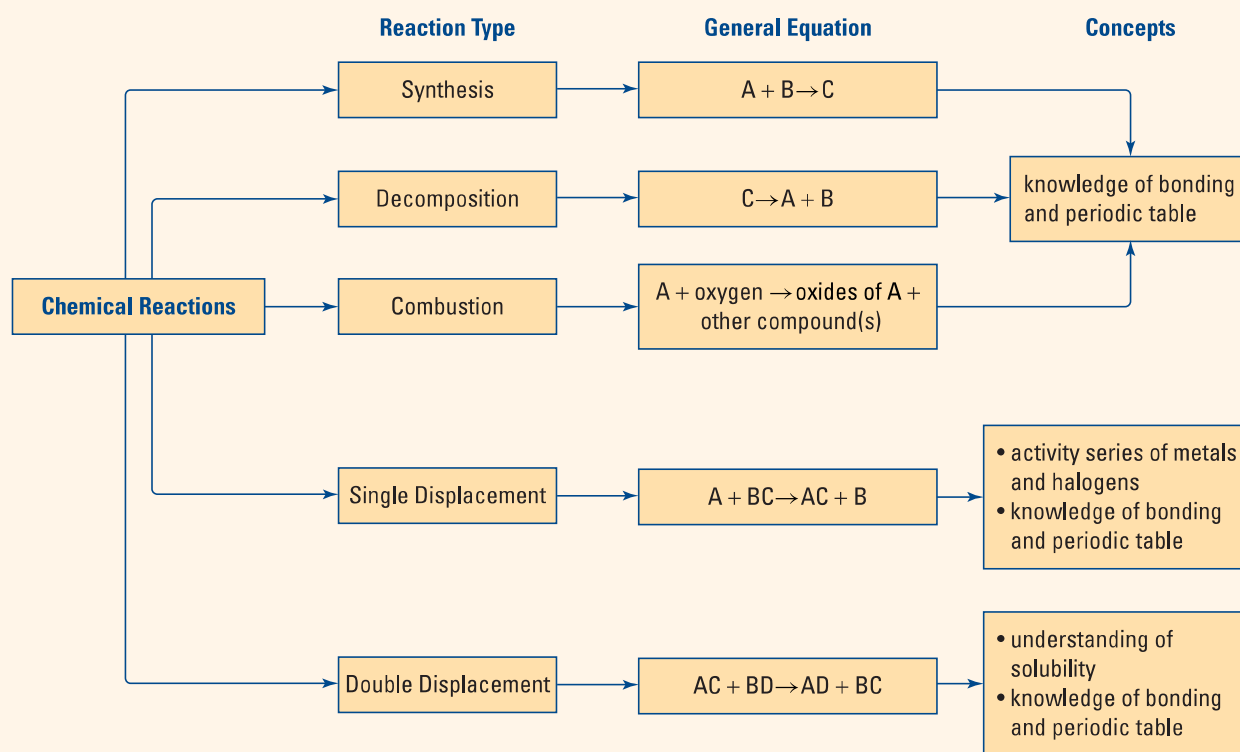 Reaction Type
General Equation
Concepts
Synthesis
A + B→C
Decomposition
C→A + B
knowledge of bonding
and periodic table
Chemical Reactions
Combustion
A + oxygen → oxides of A +
other compound(s)
Single Displacement
A + BC→AC + B
• activity series of metals
and halogens
• knowledge of bonding
and periodic table
Double Displacement
AC + BD→AD + BC
• understanding of
solubility
• knowledge of bonding
and periodic table